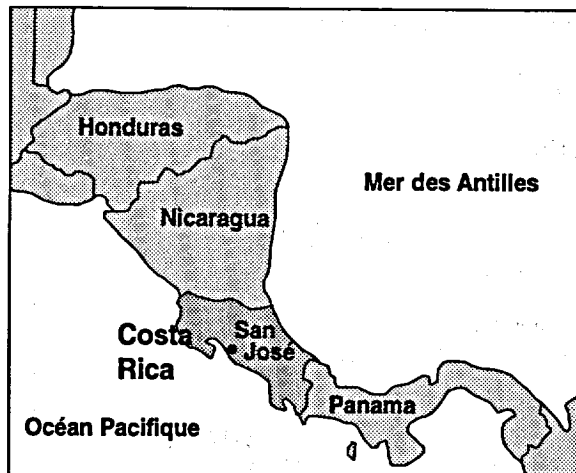 Honduras
Mer des Antilles
Nicaragua
Costa
Rica
San
José
Panama
Océan Pacifique